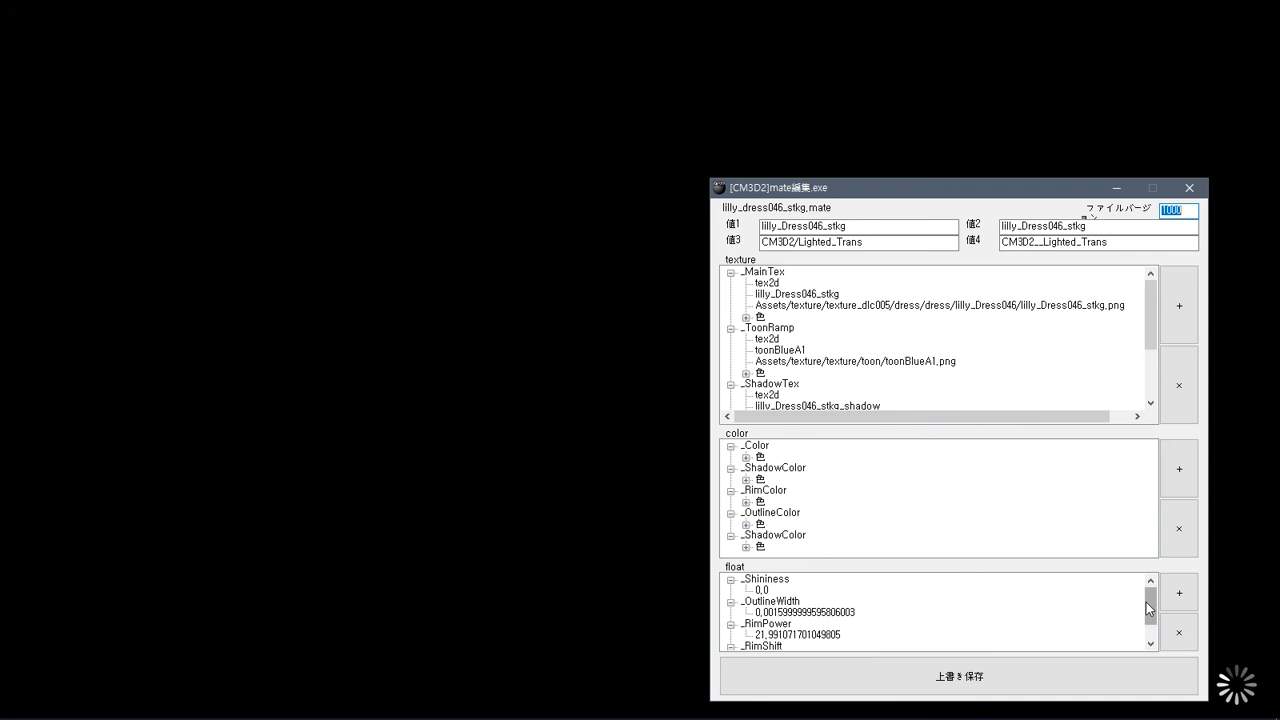 [CM3D2]mate編集.exe
lilly_dress046_stkg.mate
ファイルバージョン
1000
値1
lilly_Dress046_stkg
値2
lilly_Dress046_stkg
値3
CM3D2/Lighted_Trans
値4
CM3D2__Lighted_Trans
texture
_MainTex
tex2d
lilly_Dress046_stkg
Assets/texture/texture_dlc005/dress/dress/lilly_Dress046/lilly_Dress046_stkg.png
色
_ToonRamp
tex2d
toonBlueA1
Assets/texture/texture/toon/toonBlueA1.png
色
_ShadowTex
tex2d
lilly_Dress046_stkg_shadow
+
×
color
_Color
色
_ShadowColor
色
_RimColor
色
_OutlineColor
色
_ShadowColor
色
+
×
float
_Shininess
0.0
_OutlineWidth
0.0015999999595806003
_RimPower
21.991071701049805
_RimShift
+
×
上書き保存